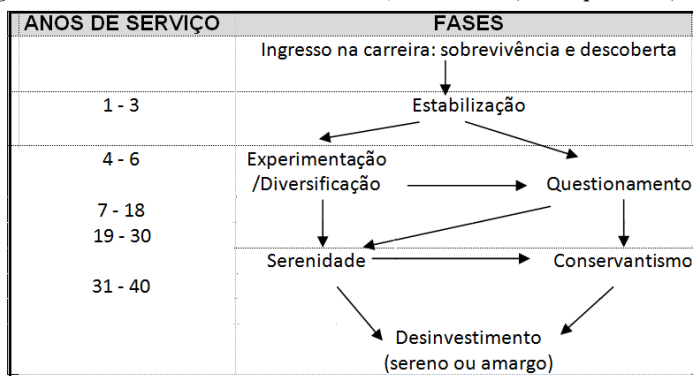 ANOS DE SERVIÇO FASES
Ingresso na carreira: sobrevivência e descoberta
1 - 3 Estabilização
4 - 6 Experimentação
/Diversificação Questionamento
7 - 18
19 - 30
Serenidade Conservantismo
31 - 40
Desinvestimento
(sereno ou amargo)